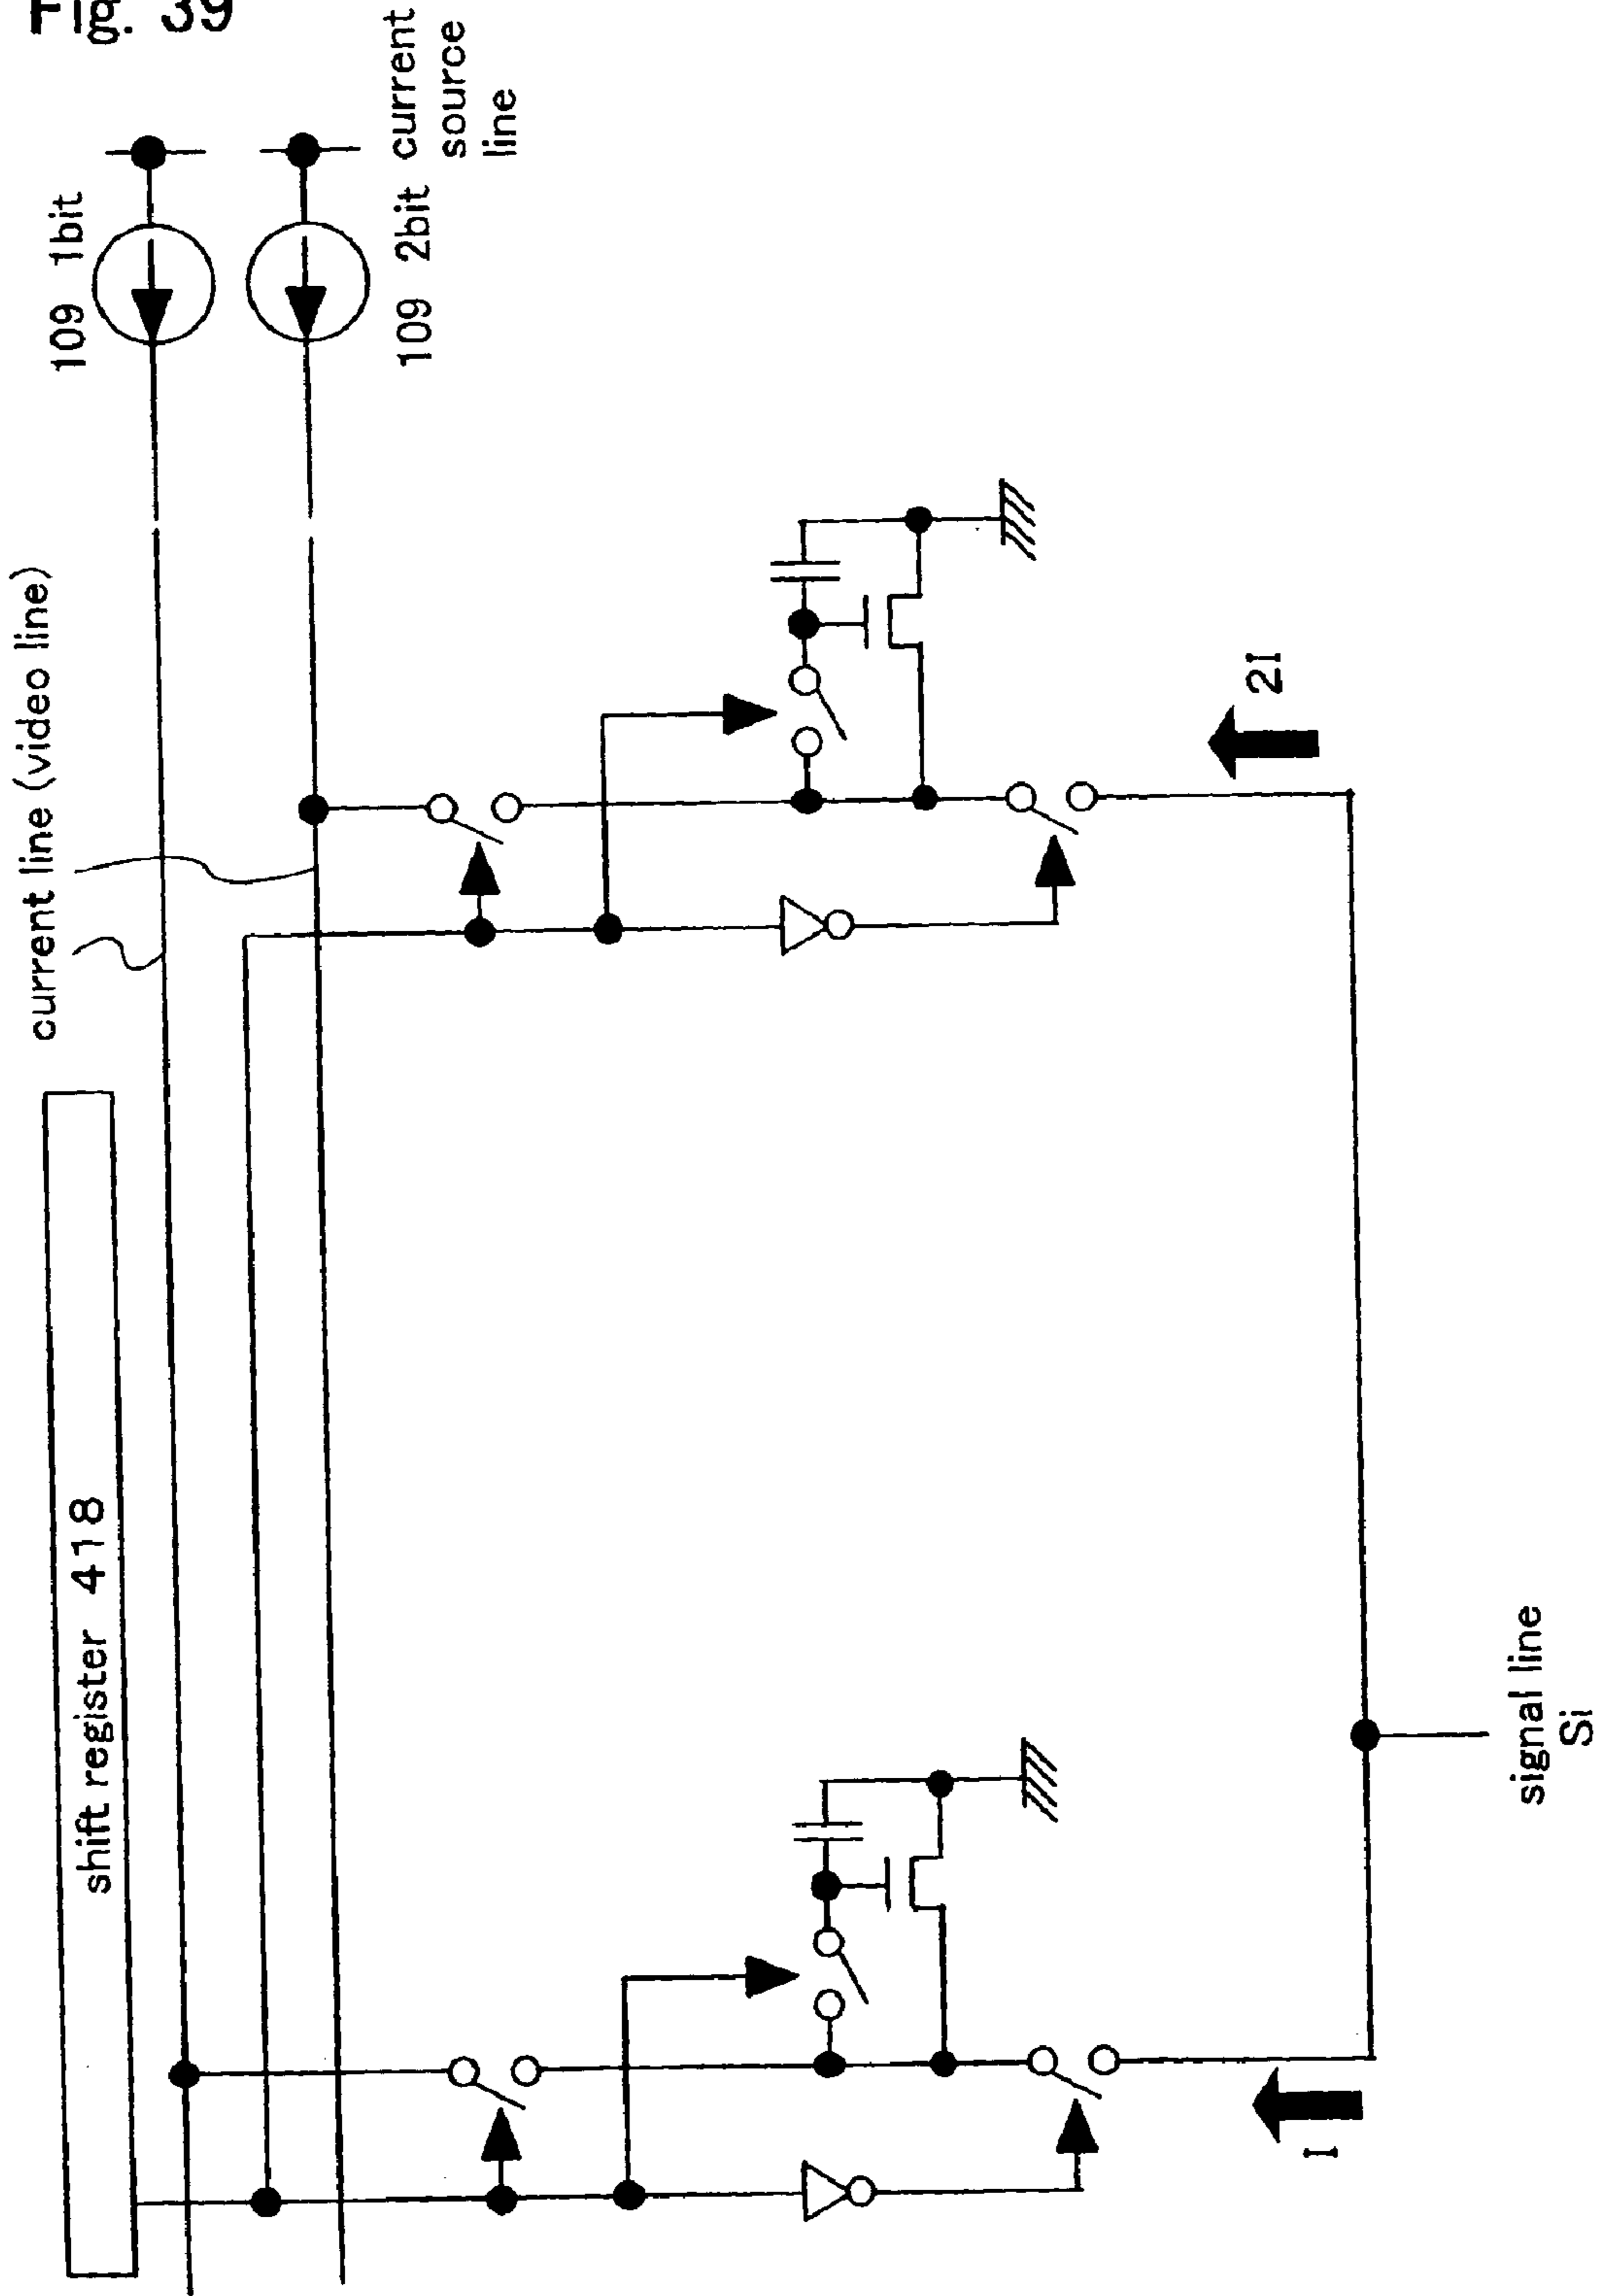 Fig. 39
109 1bit
109 2bit current
source
line
current line (video line)
shift register 418
2I
I
signal line
Si